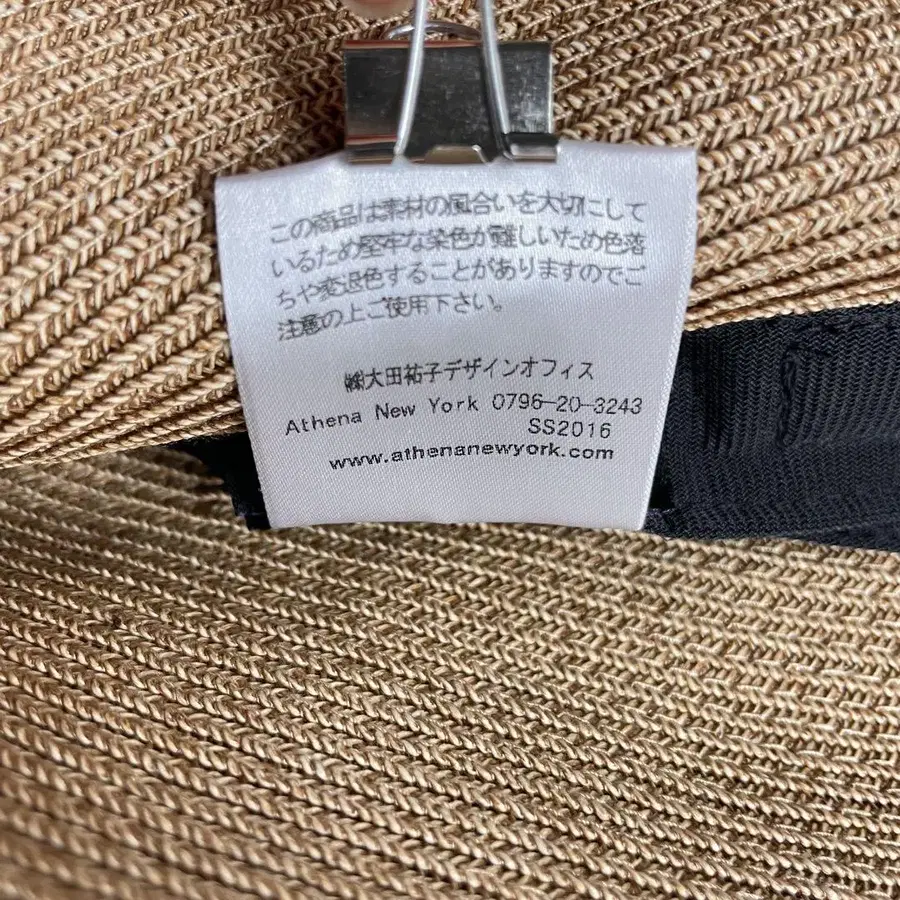 この商品は素材の風合いを大切にして
いるため堅牢な染色が難しいため色落
ちや変退色することがありますのでご
注意の上ご使用下さい。
㈱大田祐子デザインオフィス
Athena New York 0796-20-3243
SS2016
www.athenanewyork.com